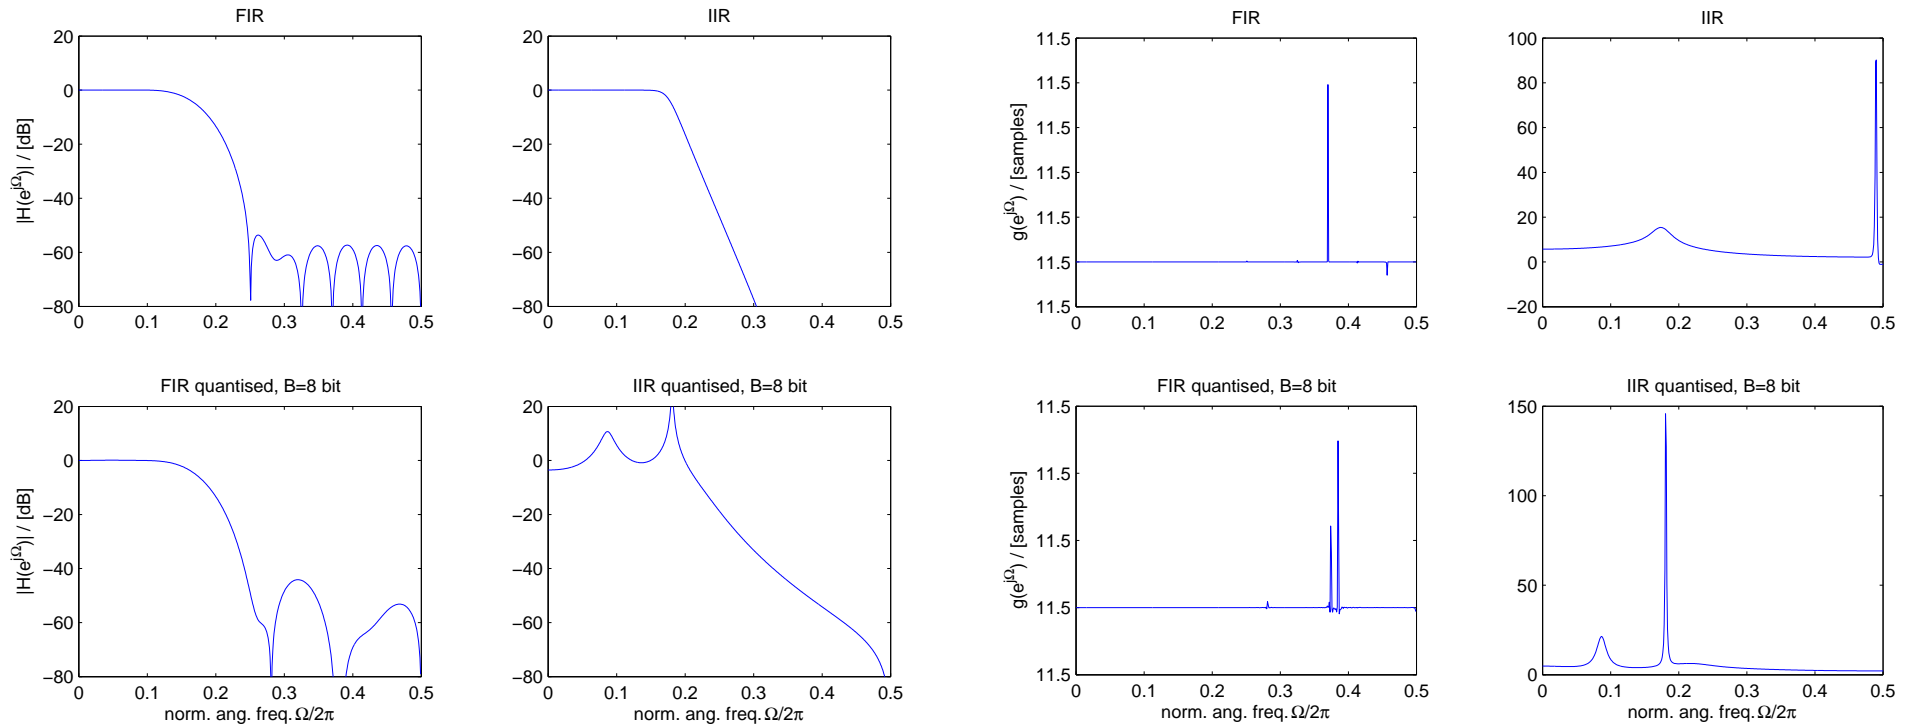 FIR
20
0
−20
−40
−60
−80
0 0.1 0.2 0.3 0.4 0.5
|H(e^{jΩ})| / [dB]
IIR
20
0
−20
−40
−60
−80
0 0.1 0.2 0.3 0.4 0.5
FIR
11.5
11.5
11.5
11.5
11.5
11.5
11.5
0 0.1 0.2 0.3 0.4 0.5
g(e^{jΩ}) / [samples]
IIR
100
80
60
40
20
0
−20
0 0.1 0.2 0.3 0.4 0.5
FIR quantised, B=8 bit
20
0
−20
−40
−60
−80
0 0.1 0.2 0.3 0.4 0.5
|H(e^{jΩ})| / [dB]
norm. ang. freq. Ω/2π
IIR quantised, B=8 bit
20
0
−20
−40
−60
−80
0 0.1 0.2 0.3 0.4 0.5
norm. ang. freq. Ω/2π
FIR quantised, B=8 bit
11.5
11.5
11.5
11.5
11.5
0 0.1 0.2 0.3 0.4 0.5
g(e^{jΩ}) / [samples]
norm. ang. freq. Ω/2π
IIR quantised, B=8 bit
150
100
50
0
0 0.1 0.2 0.3 0.4 0.5
norm. ang. freq. Ω/2π